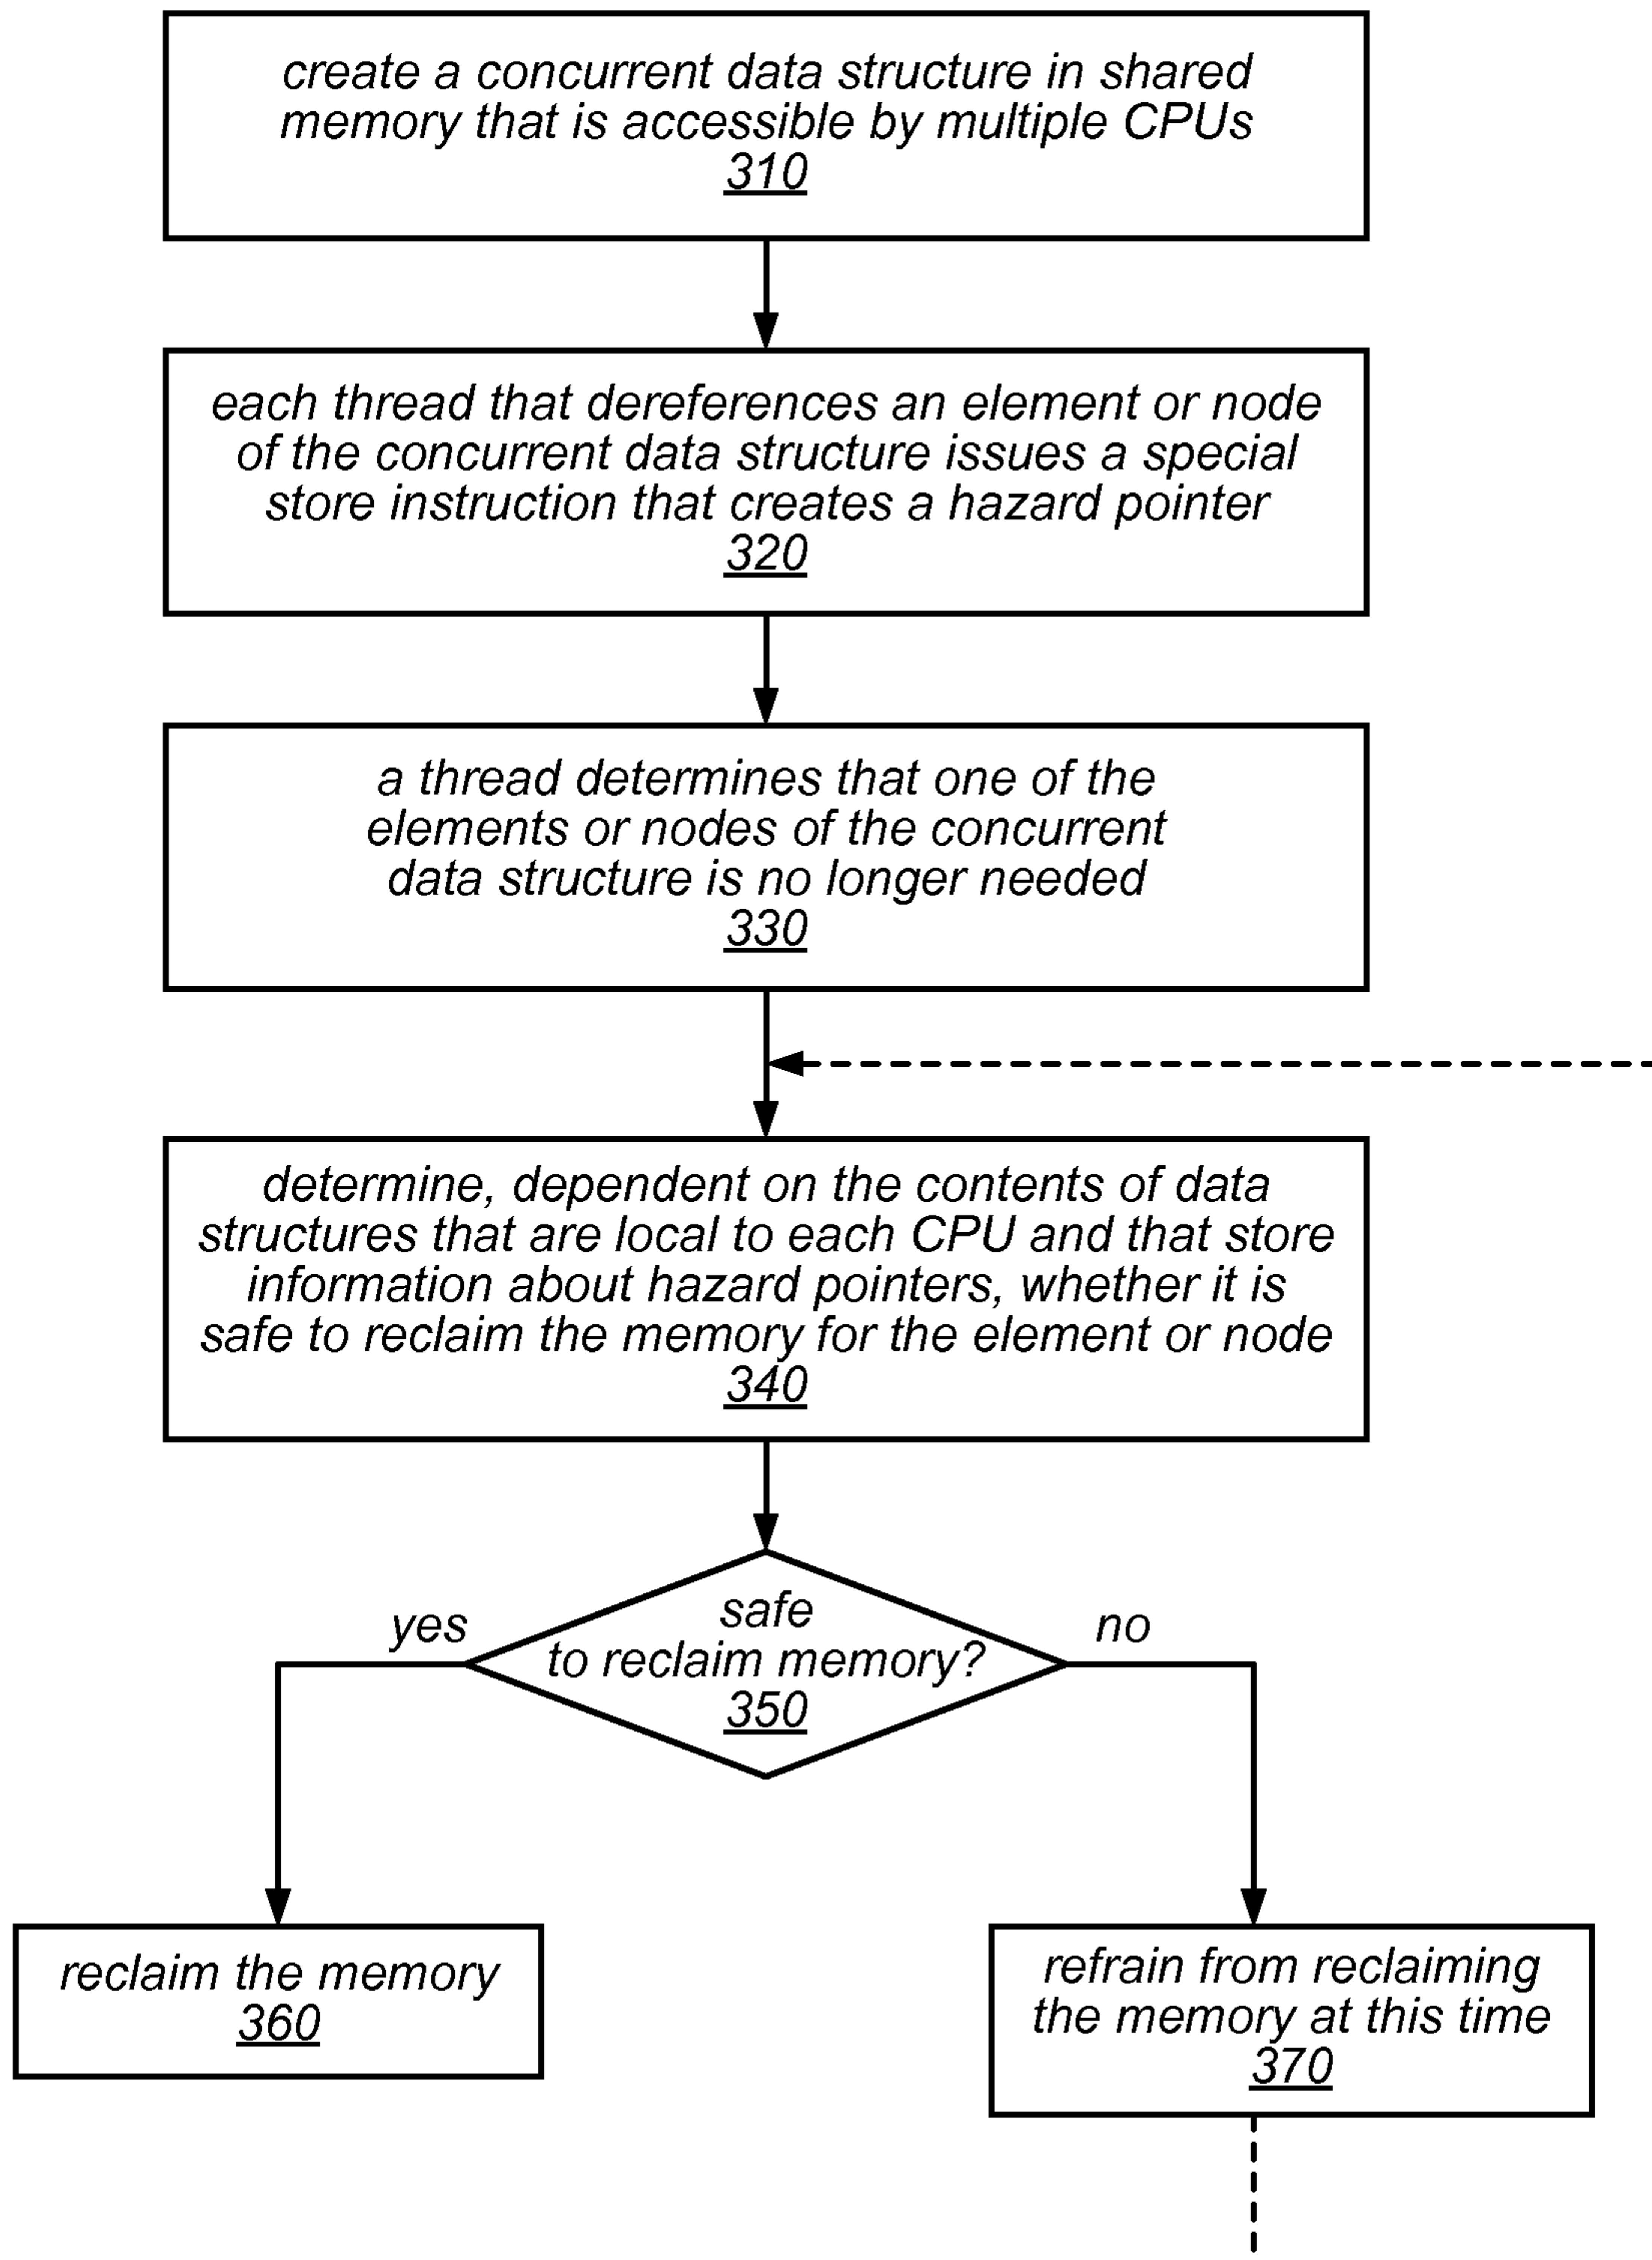 create a concurrent data structure in shared
memory that is accessible by multiple CPUs
310
each thread that dereferences an element or node
of the concurrent data structure issues a special
store instruction that creates a hazard pointer
320
a thread determines that one of the
elements or nodes of the concurrent
data structure is no longer needed
330
determine, dependent on the contents of data
structures that are local to each CPU and that store
information about hazard pointers, whether it is
safe to reclaim the memory for the element or node
340
safe
to reclaim memory?
350
yes
no
reclaim the memory
360
refrain from reclaiming
the memory at this time
370